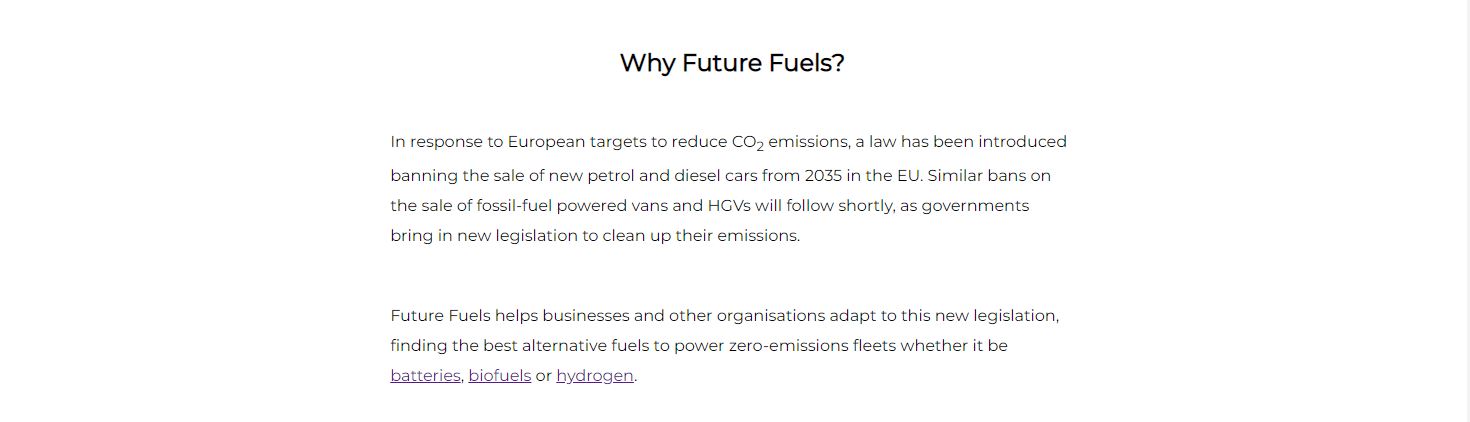 Why Future Fuels?
In response to European targets to reduce CO₂ emissions, a law has been introduced
banning the sale of new petrol and diesel cars from 2035 in the EU. Similar bans on
the sale of fossil-fuel powered vans and HGVs will follow shortly, as governments
bring in new legislation to clean up their emissions.
Future Fuels helps businesses and other organisations adapt to this new legislation,
finding the best alternative fuels to power zero-emissions fleets whether it be
batteries, biofuels or hydrogen.